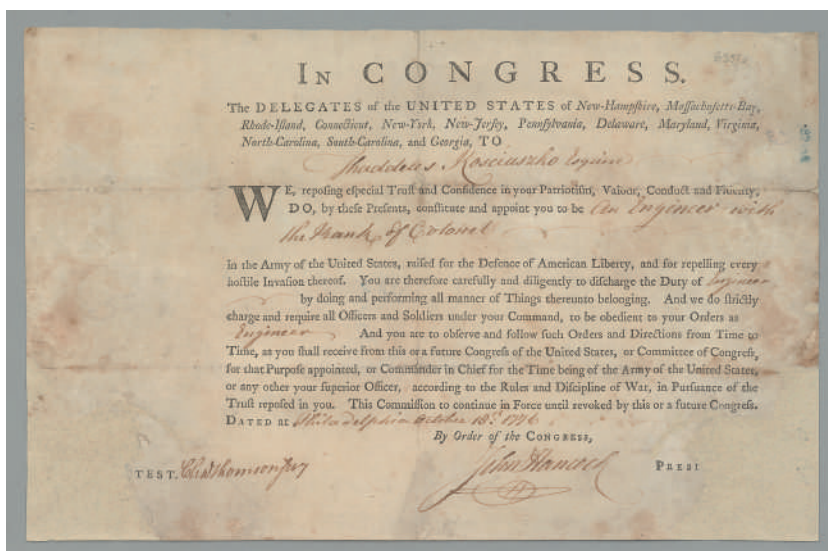 IN CONGRESS.
The DELEGATES of the UNITED STATES of New-Hampſhire, Maſſachuſetts-Bay,
Rhode-Iſland, Connecticut, New-York, New-Jerſey, Pennſylvania, Delaware, Maryland, Virginia,
North-Carolina, South-Carolina, and Georgia, TO
Thaddeus Kosciuszko Esquire
WE, repoſing eſpecial Truſt and Confidence in your Patriotiſm, Valour, Conduct and Fidelity,
DO, by theſe Preſents, conſtitute and appoint you to be An Engineer with
the Rank of Colonel
in the Army of the United States, raiſed for the Defence of American Liberty, and for repelling every
hoſtile Invaſion thereof. You are therefore carefully and diligently to diſcharge the Duty of Engineer
by doing and performing all manner of Things thereunto belonging. And we do ſtrictly
charge and require all Officers and Soldiers under your Command, to be obedient to your Orders as
Engineer And you are to obſerve and follow ſuch Orders and Directions from Time to
Time, as you ſhall receive from this or a future Congreſs of the United States, or Committee of Congreſs,
for that Purpoſe appointed, or Commander in Chief for the Time being of the Army of the United States,
or any other your ſuperior Officer, according to the Rules and Diſcipline of War, in Purſuance of the
Truſt repoſed in you. This Commiſſion to continue in Force until revoked by this or a future Congreſs.
DATED at Philadelphia October 18th 1776
By Order of the CONGRESS,
TEST. Chas Thomson Secy John Hancock PRESI